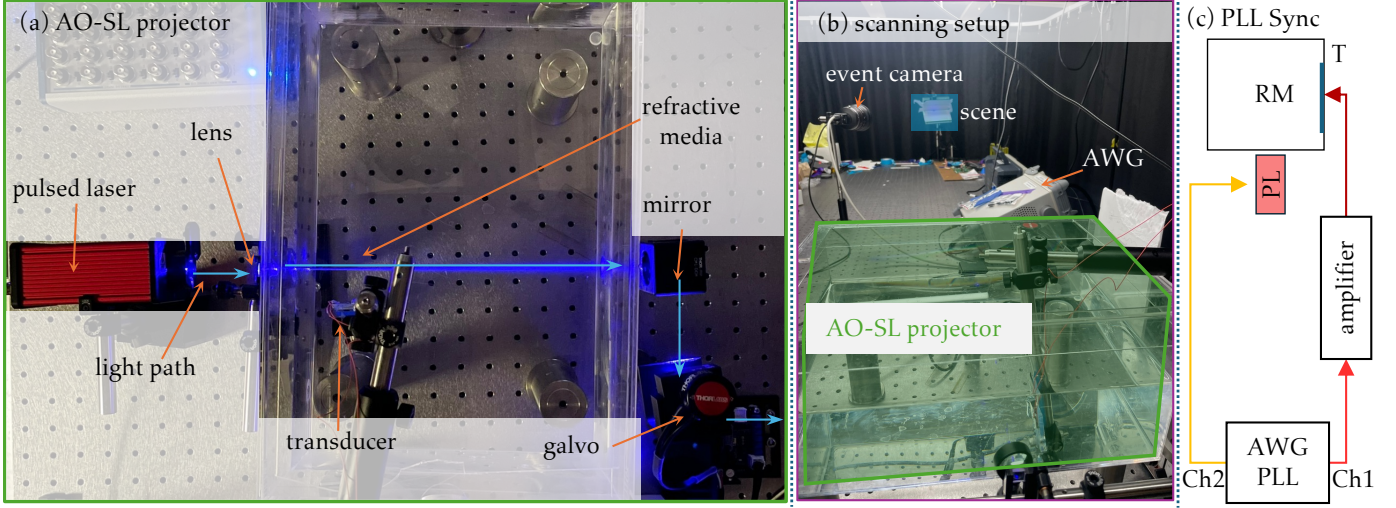 (a) AO-SL projector
lens
pulsed laser
refractive
media
mirror
light path
transducer
galvo
THORLABS
(b) scanning setup
event camera
scene
AWG
AO-SL projector
(c) PLL Sync
T
RM
PL
amplifier
AWG
PLL
Ch2
Ch1